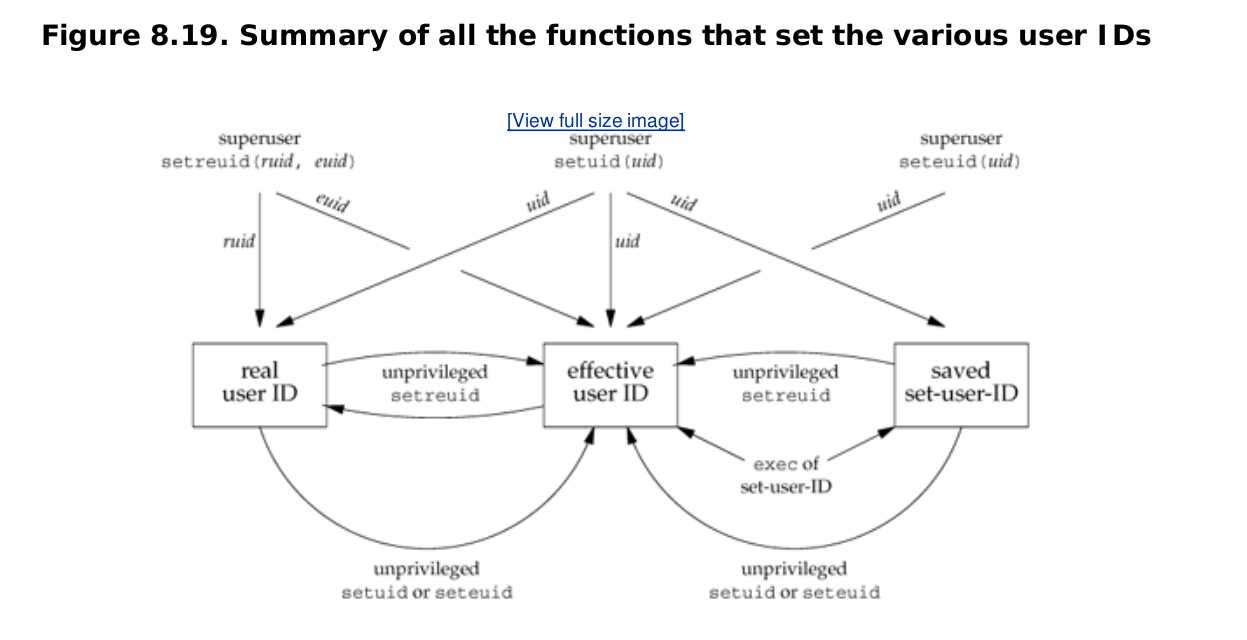 Figure 8.19. Summary of all the functions that set the various user IDs
[View full size image]
superuser
setreuid(ruid, euid)
superuser
setuid(uid)
superuser
seteuid(uid)
euid
uid
uid
uid
ruid
uid
real
user ID
unprivileged
setreuid
effective
user ID
unprivileged
setreuid
saved
set-user-ID
exec of
set-user-ID
unprivileged
setuid or seteuid
unprivileged
setuid or seteuid